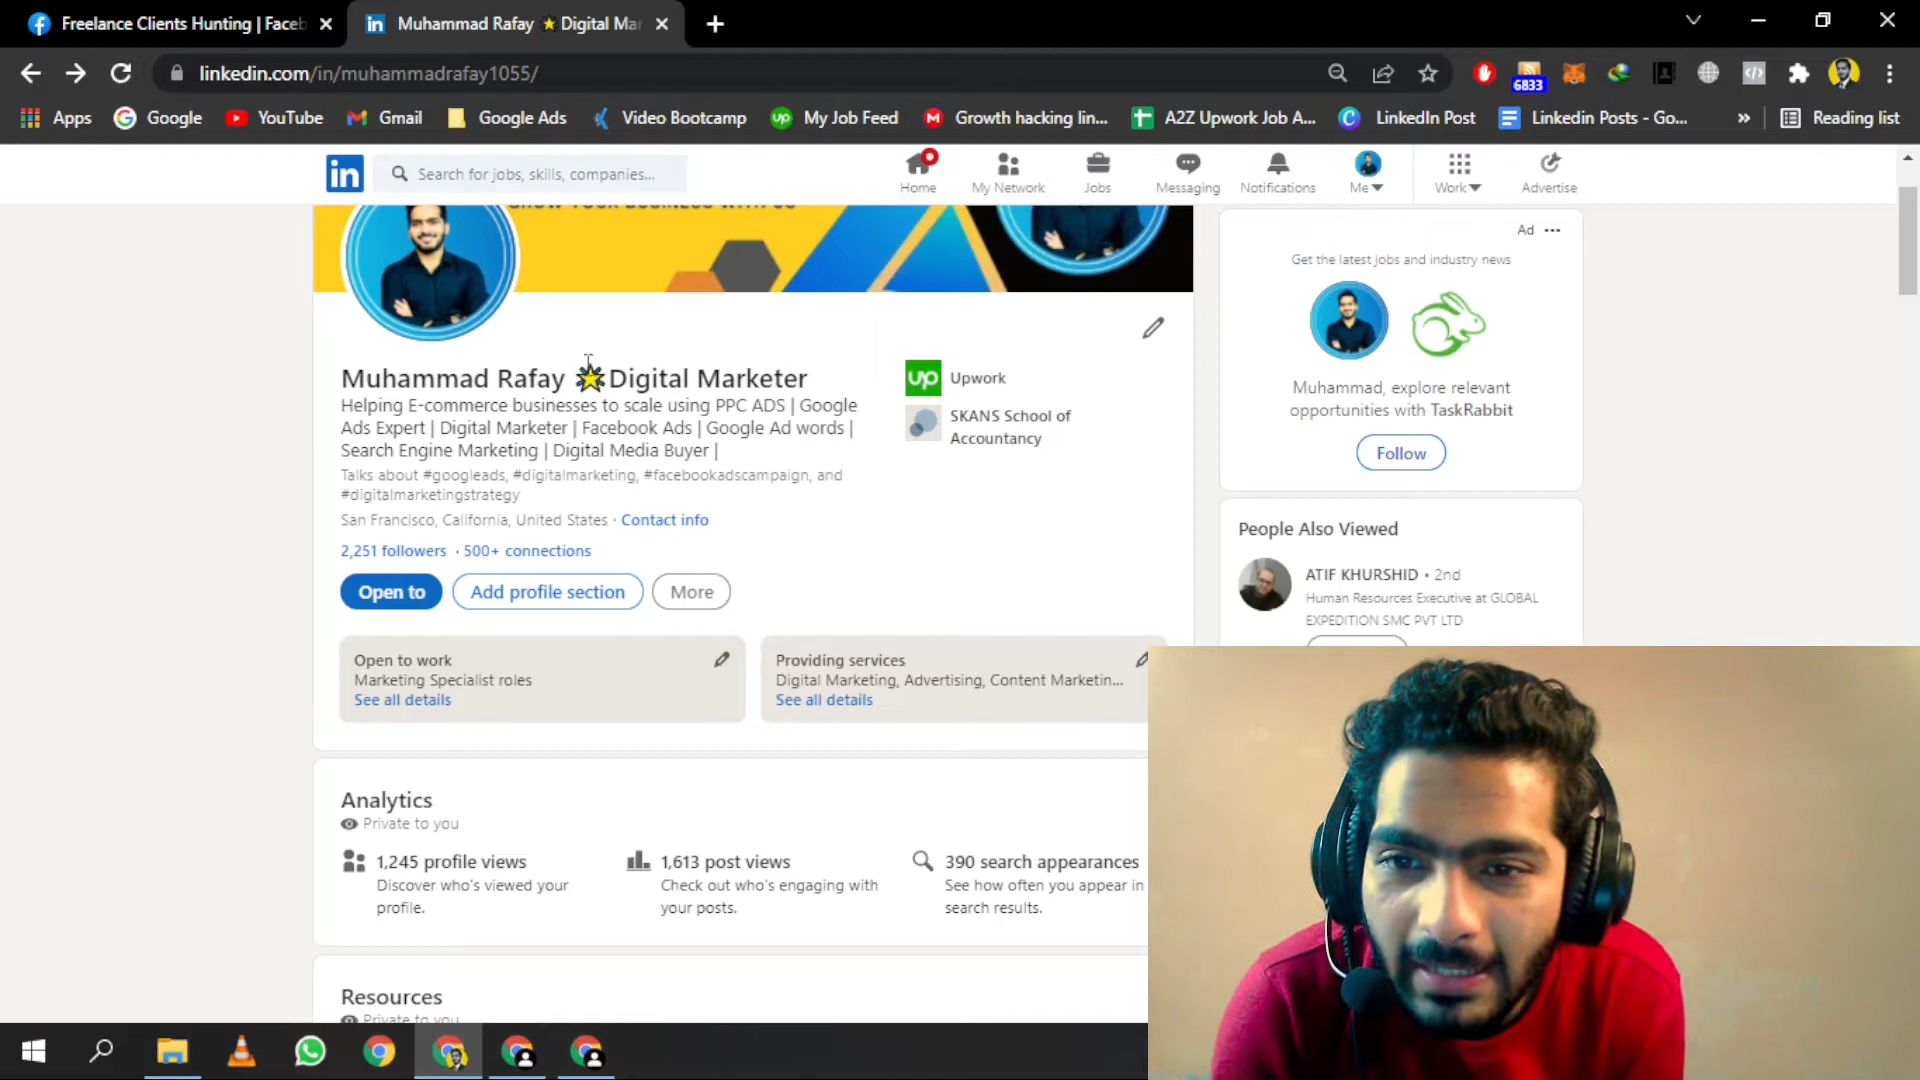 Freelance Clients Hunting | Faceb
Muhammad Rafay ⭐Digital Mar
linkedin.com/in/muhammadrafay1055/
6833
Apps
Google
YouTube
Gmail
Google Ads
Video Bootcamp
My Job Feed
Growth hacking lin...
A2Z Upwork Job A...
LinkedIn Post
Linkedin Posts - Go...
»
Reading list
in
Search for jobs, skills, companies...
Home
My Network
Jobs
Messaging
Notifications
Me
Work
Advertise
GROW YOUR BUSINESS WITH US
Muhammad Rafay 🌟Digital Marketer
Helping E-commerce businesses to scale using PPC ADS | Google
Ads Expert | Digital Marketer | Facebook Ads | Google Ad words |
Search Engine Marketing | Digital Media Buyer |
Talks about #googleads, #digitalmarketing, #facebookadscampaign, and
#digitalmarketingstrategy
San Francisco, California, United States · Contact info
2,251 followers · 500+ connections
Open to
Add profile section
More
up Upwork
SKANS School of
Accountancy
Open to work
Marketing Specialist roles
See all details
Providing services
Digital Marketing, Advertising, Content Marketin...
See all details
Analytics
Private to you
1,245 profile views
Discover who's viewed your
profile.
1,613 post views
Check out who's engaging with
your posts.
390 search appearances
See how often you appear in
search results.
Resources
Private to you
Ad
Get the latest jobs and industry news
Muhammad, explore relevant
opportunities with TaskRabbit
Follow
People Also Viewed
ATIF KHURSHID • 2nd
Human Resources Executive at GLOBAL
EXPEDITION SMC PVT LTD